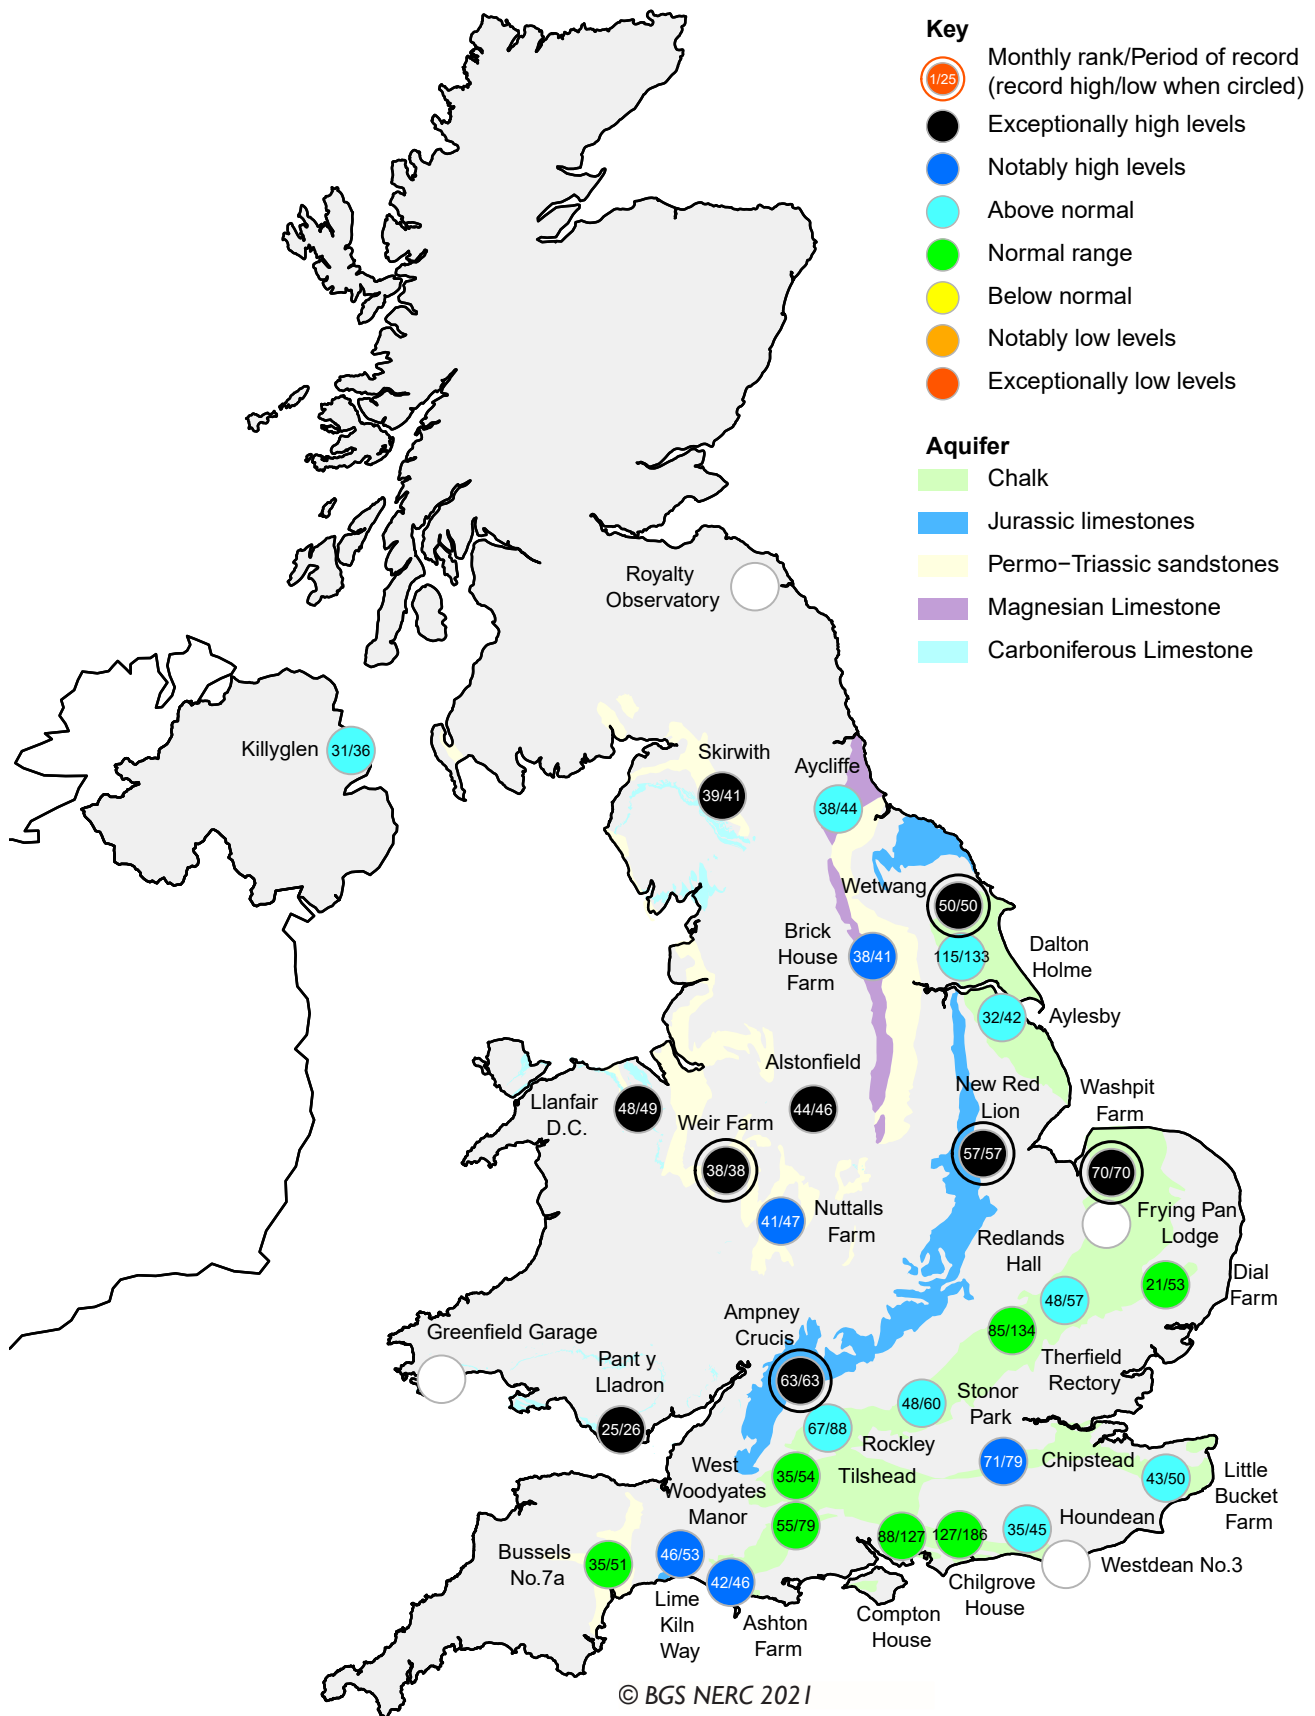 Key
1/25
Monthly rank/Period of record
(record high/low when circled)
Exceptionally high levels
Notably high levels
Above normal
Normal range
Below normal
Notably low levels
Exceptionally low levels
Aquifer
Chalk
Jurassic limestones
Permo−Triassic sandstones
Magnesian Limestone
Carboniferous Limestone
Royalty
Observatory
Killyglen
31/36
Skirwith
39/41
Aycliffe
38/44
Wetwang
50/50
Brick
House
Farm
38/41
115/133
Dalton
Holme
32/42
Aylesby
Alstonfield
44/46
Llanfair
D.C.
48/49
Weir Farm
38/38
New Red
Lion
57/57
Washpit
Farm
70/70
Nuttalls
Farm
41/47
Frying Pan
Lodge
Redlands
Hall
48/57
21/53
Dial
Farm
Ampney
Crucis
63/63
85/134
Therfield
Rectory
Greenfield Garage
Pant y
Lladron
25/26
48/60
Stonor
Park
67/88
Rockley
West
Woodyates
Manor
35/54
Tilshead
71/79
Chipstead
43/50
Little
Bucket
Farm
55/79
88/127
127/186
35/45
Houndean
Bussels
No.7a
35/51
46/53
42/46
Westdean No.3
Lime
Kiln
Way
Ashton
Farm
Compton
House
Chilgrove
House
© BGS NERC 2021